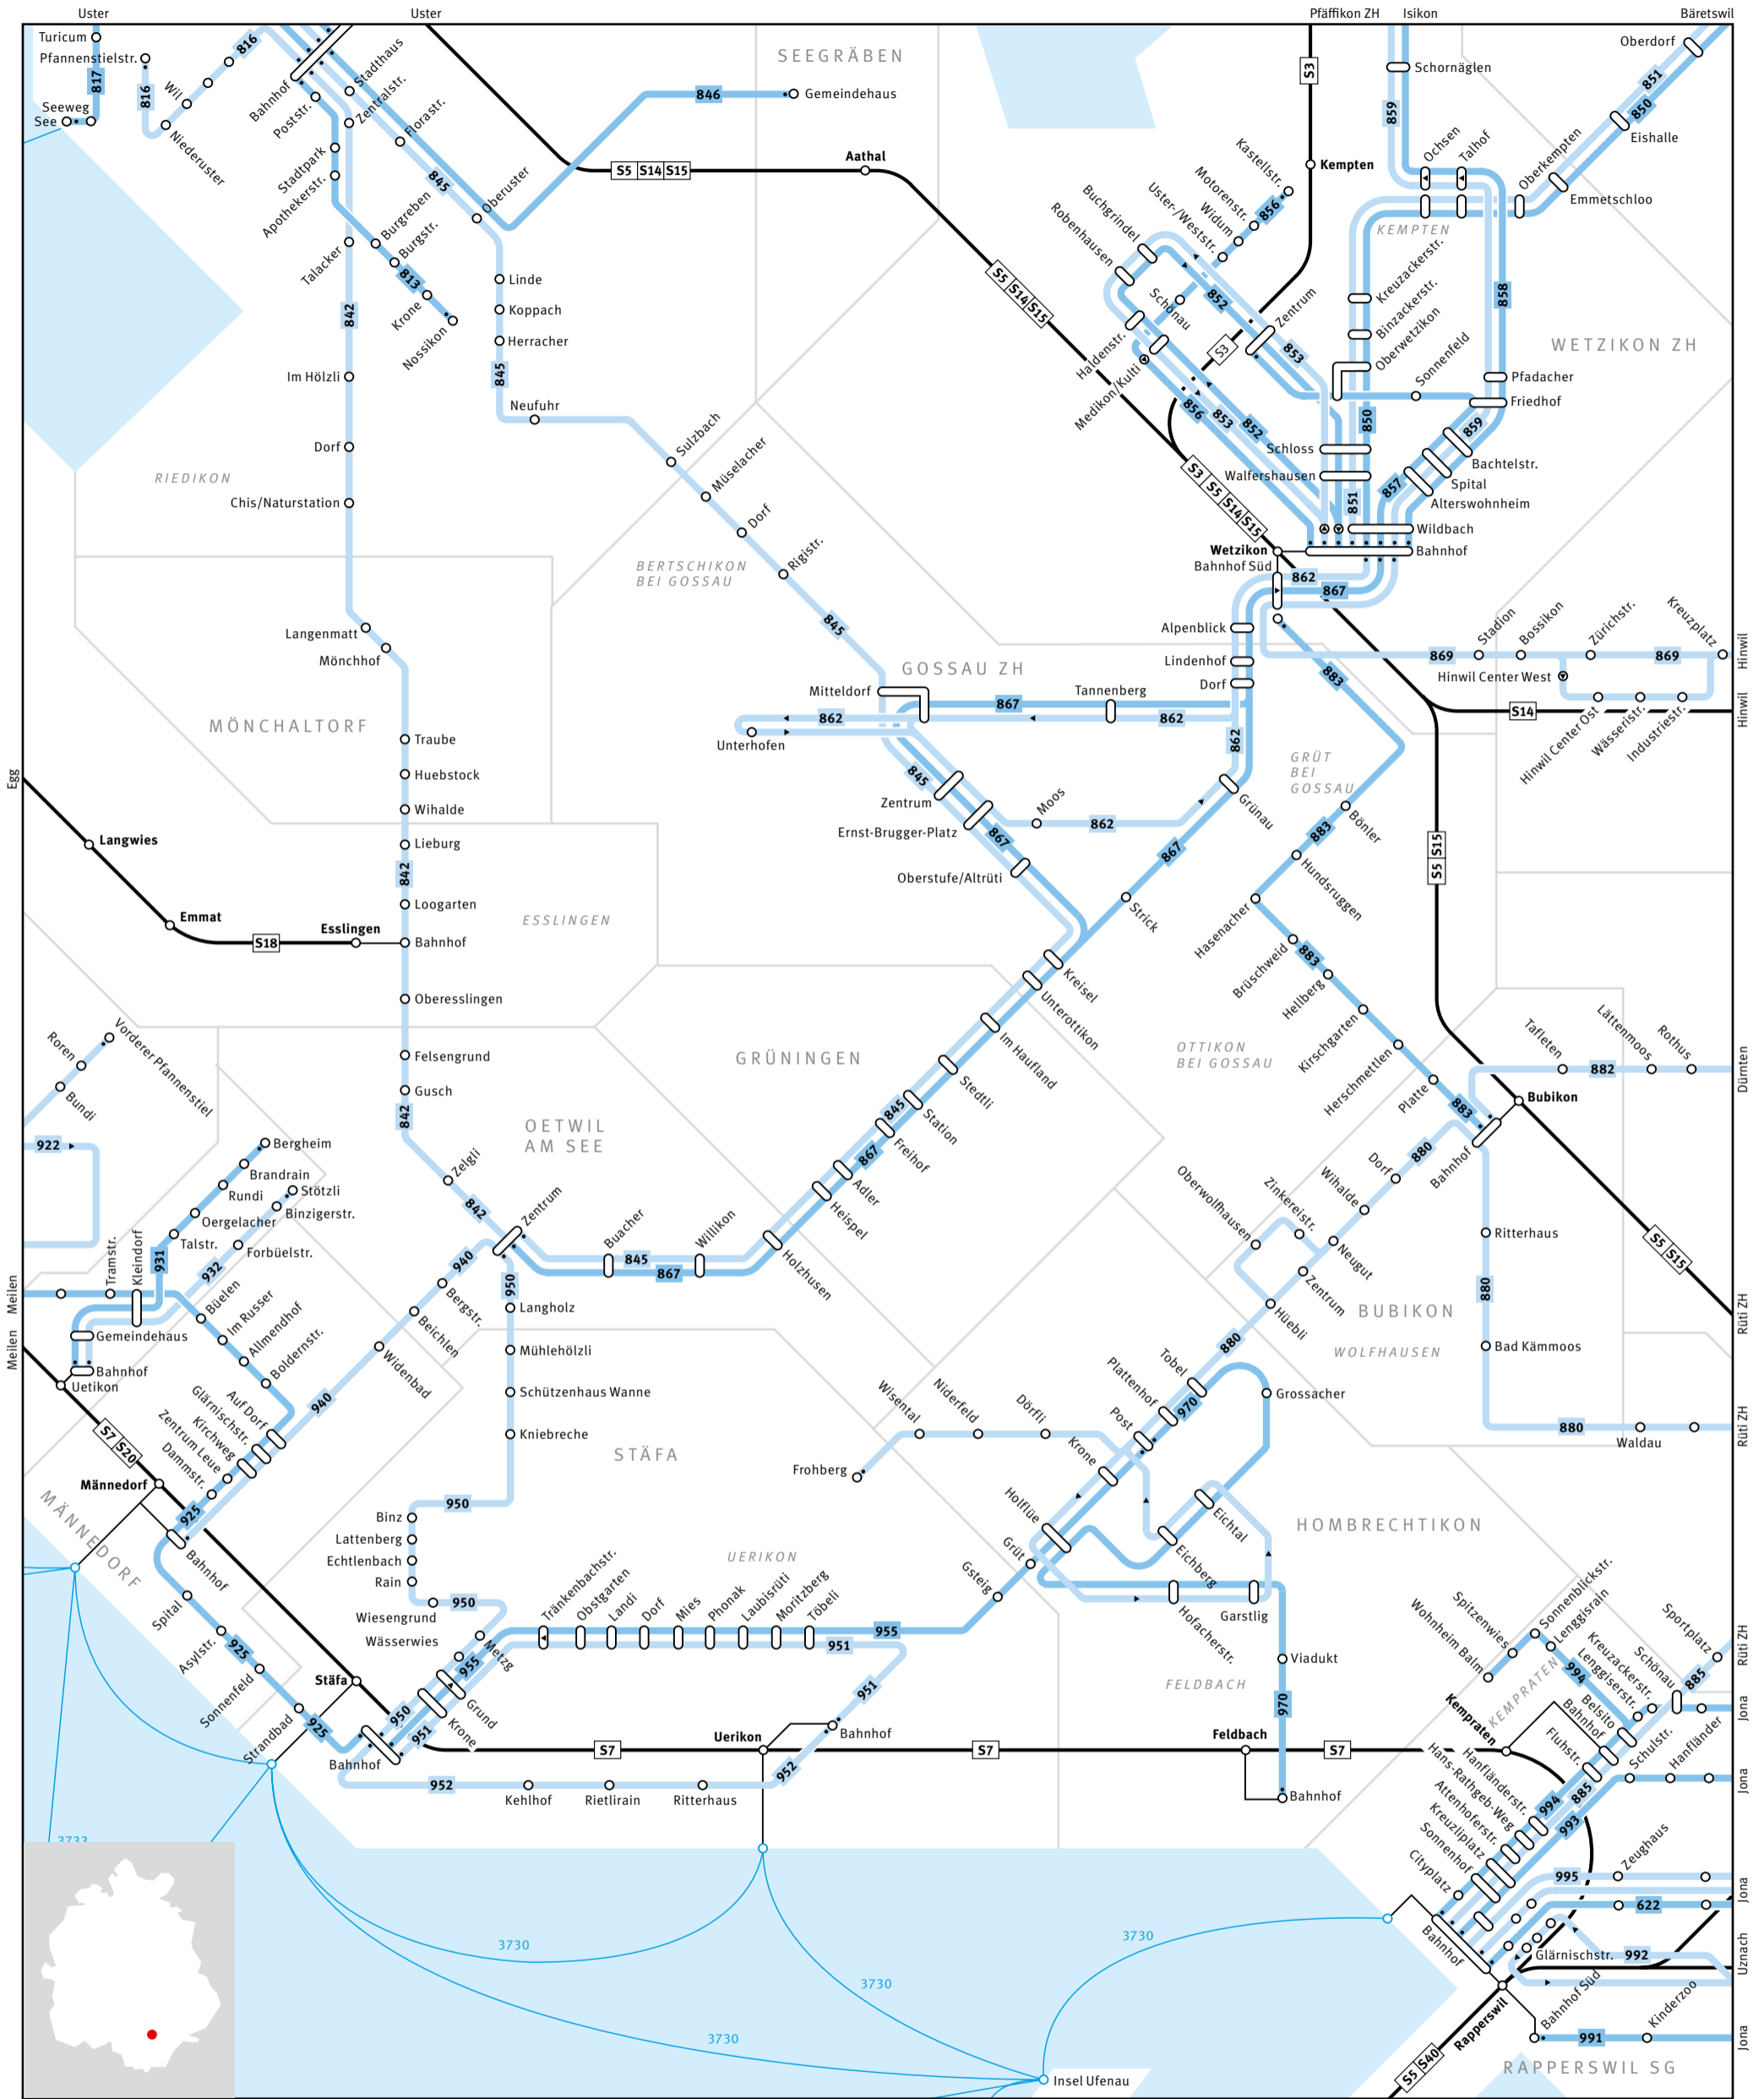 Uster
Uster
Pfäffikon ZH
Isikon
Bäretswil
Turicum
Pfannenstielstr.
817
816
816
Wil
Seeweg
See
Niederuster
Bahnhof
Poststr.
Stadthaus
Zentralstr.
Florastr.
Stadtpark
Apothekerstr.
845
Oberuster
846
Gemeindehaus
SEEGRÄBEN
Aathal
S5 S14 S15
S3
Kempten
Schornäglen
859
Oberdorf
851
850
Eishalle
Ochsen
Talhof
Oberkempten
Emmetschloo
KEMPTEN
Talacker
Burgreben
Burgstr.
813
Krone
Nossikon
842
Linde
Koppach
Herracher
845
Neufuhr
Im Hölzli
Dorf
Chis/Naturstation
RIEDIKON
Kastellstr.
856
Motorenstr.
Widum
Uster-/Weststr.
Buchgrindel
Robenhausen
Schönau
852
Zentrum
853
S5 S14 S15
S3
Haldenstr.
Medikon/Kulti
856
853
852
Kreuzackerstr.
Binzackerstr.
Oberwetzikon
Sonnenfeld
858
WETZIKON ZH
Pfadacher
Friedhof
850
859
Schloss
Walfershausen
Bachtelstr.
Spital
857
Alterswohnheim
851
Wildbach
Bahnhof
S3 S5 S14 S15
Wetzikon
Bahnhof Süd
862
867
Sulzbach
Müselacher
Dorf
Rigistr.
BERTSCHIKON
BEI GOSSAU
845
Langenmatt
Mönchhof
MÖNCHALTORF
GOSSAU ZH
Mitteldorf
867
Tannenberg
862
862
Unterhofen
Alpenblick
Lindenhof
Dorf
862
883
869
Stadion
Bossikon
Zürichstr.
869
Kreuzplatz
Hinwil
Hinwil Center West
Hinwil Center Ost
Wässeristr.
Industriestr.
S14
Hinwil
Traube
Huebstock
Wihalde
Lieburg
842
Loogarten
Egg
Langwies
Emmat
S18
Esslingen
Bahnhof
ESSLINGEN
Oberesslingen
845
Zentrum
Ernst-Brugger-Platz
867
Moos
862
Oberstufe/Altrüti
GRÜT
BEI
GOSSAU
Grünau
867
Strick
Bönler
883
Hundsruggen
Hasenacher
S5 S15
Brüschweid
883
Hellberg
Kirschgarten
Herschmettlen
Platte
883
Kreisel
Unterottikon
Im Haufland
Stedtli
Station
845
Freihof
867
Adler
Heispel
Holzhusen
OTTIKON
BEI GOSSAU
GRÜNINGEN
Tafleten
882
Lättenmoos
Rothus
Dürnten
Bubikon
Bahnhof
Felsengrund
Gusch
842
OETWIL
AM SEE
Zelgli
842
Zentrum
940
950
Buacher
845
867
Willikon
Roren
Vorderer Pfannenstiel
Bundi
922
Bergheim
Brandrain
Rundi
Oergelacher
Talstr.
Stötzli
Binzigerstr.
Forbüelstr.
931
932
Meilen
Tramstr.
Kleindorf
Büelen
Im Russer
Allmendhof
Boldernstr.
Gemeindehaus
Bahnhof
Uetikon
Meilen
Bergstr.
Beichlen
Widenbad
940
Langholz
Mühlehölzli
Schützenhaus Wanne
Kniebreche
950
STÄFA
Auf Dorf
Glärnischstr.
Kirchweg
Zentrum Leue
Dammstr.
S7 S20
Männedorf
MÄNNEDORF
925
Bahnhof
Spital
Asylstr.
925
Sonnenfeld
Strandbad
925
Binz
Lattenberg
Echtlenbach
Rain
Wiesengrund
950
Wässerwies
Metzg
955
Grund
950
951
Krone
Stäfa
Bahnhof
952
Kehlhof
Rietlirain
Ritterhaus
952
Tränkenbachstr.
Obstgarten
Landi
Dorf
Mies
Phonak
Laubisrüti
Moritzberg
Töbeli
UERIKON
955
951
951
Uerikon
Bahnhof
S7
S7
Feldbach
S7
Bahnhof
FELDBACH
970
Viadukt
Frohberg
Wisental
Niderfeld
Dörfli
Krone
Post
Plattenhof
Tobel
970
880
Grossacher
Holflüe
Grüt
Gsteig
Eichtal
Eichberg
Hofacherstr.
Garstlig
HOMBRECHTIKON
Oberwolfhausen
Zinkereistr.
Wihalde
Dorf
880
Neugut
Zentrum
Hüebli
BUBIKON
WOLFHAUSEN
Ritterhaus
880
Bad Kämmoos
880
Waldau
Rüti ZH
S5 S15
Rüti ZH
Wohnheim Balm
Spitzenwies
Sonnenblickstr.
Lenggisrain
994
KEMPRATEN
Kreuzackerstr.
Lenggiserstr.
Belsito
Bahnhof
Schönau
885
Sportplatz
Rüti ZH
Jona
Kempraten
Fluhstr.
Schulstr.
Hanfländer
Jona
Hanfländerstr.
Hans-Rathgeb-Weg
Attenhoferstr.
Kreuzliplatz
Sonnenhof
Cityplatz
994
885
993
Zeughaus
995
Jona
622
Bahnhof
Glärnischstr.
992
Uznach
Rapperswil
Bahnhof Süd
Kinderzoo
991
Jona
S5 S40
RAPPERSWIL SG
3733
3730
3730
3730
3730
Insel Ufenau